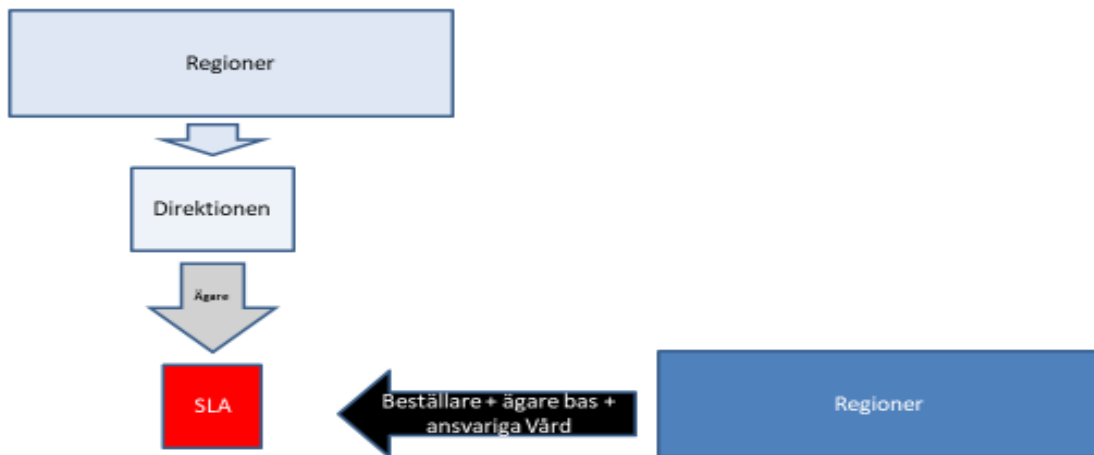 Regioner
Direktionen
Ägare
SLA
Beställare + ägare bas +
ansvariga Vård
Regioner